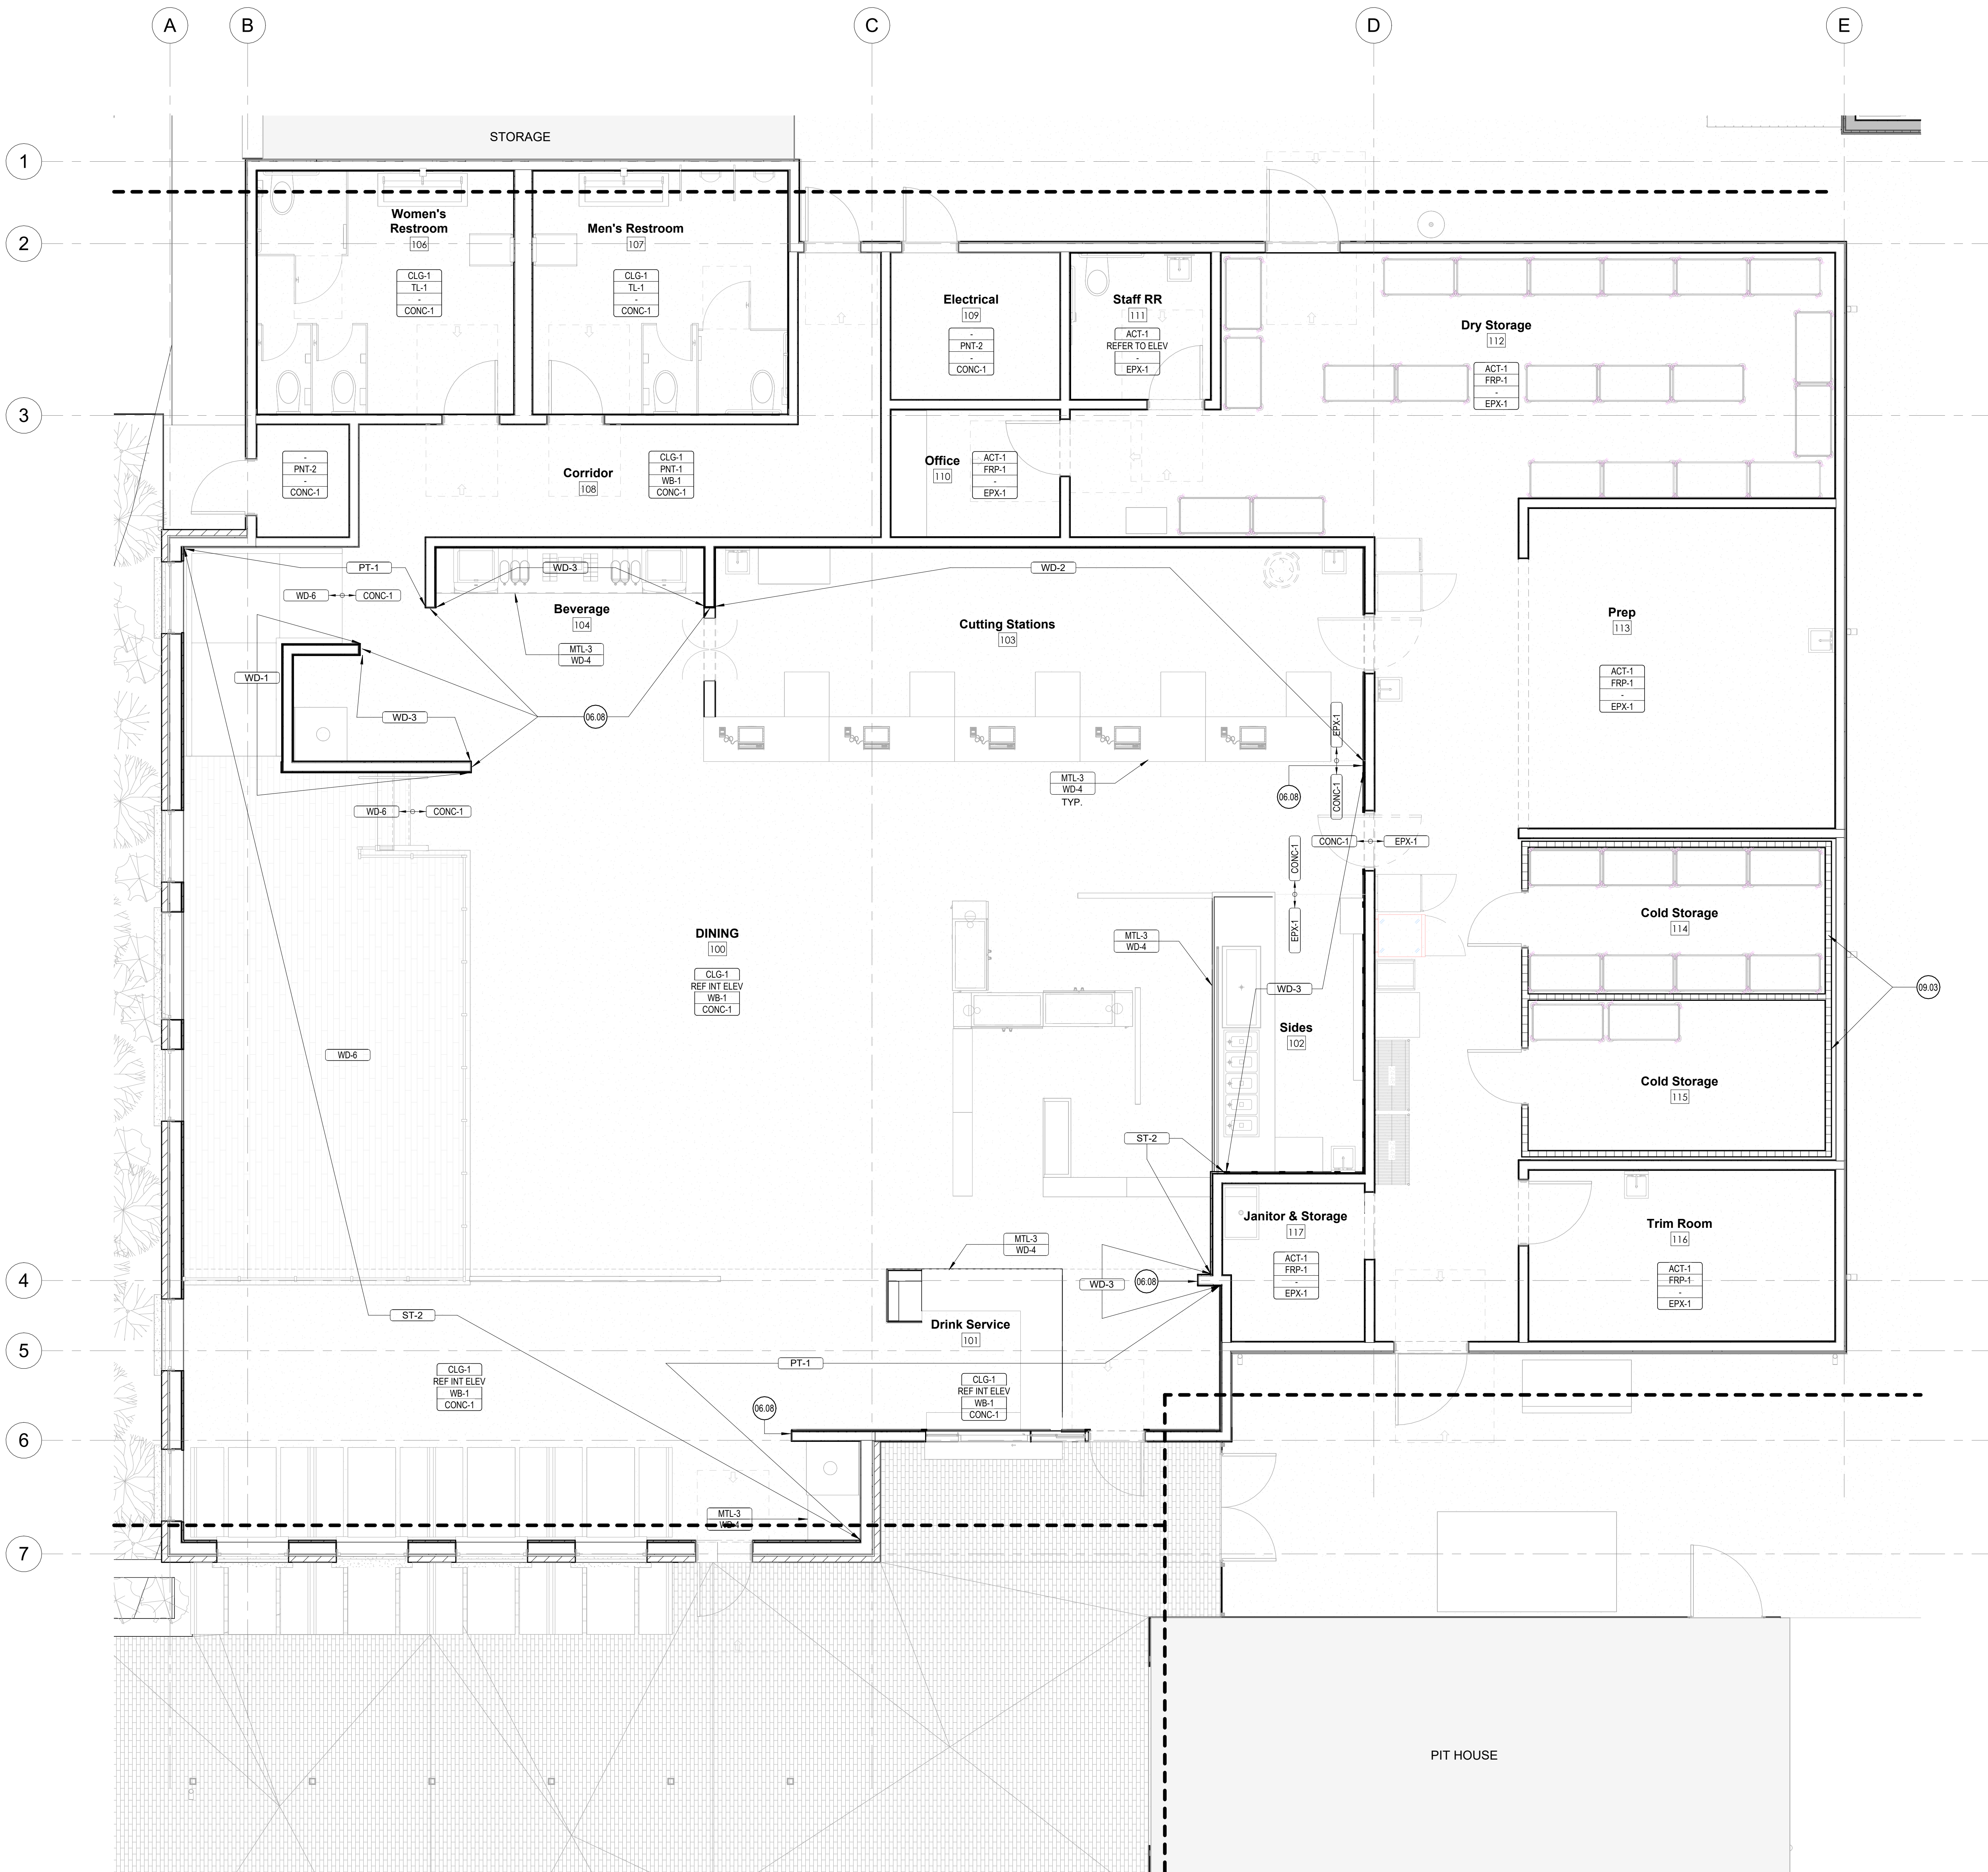 A
B
C
D
E
STORAGE
1
2
3
4
5
6
7
Women's
Restroom
106
CLG-1
TL-1
-
CONC-1
Men's Restroom
107
CLG-1
TL-1
-
CONC-1
Electrical
109
-
PNT-2
-
CONC-1
Staff RR
111
ACT-1
REFER TO ELEV
-
EPX-1
Dry Storage
112
ACT-1
FRP-1
-
EPX-1
-
PNT-2
-
CONC-1
Corridor
108
CLG-1
PNT-1
WB-1
CONC-1
Office
110
ACT-1
FRP-1
-
EPX-1
PT-1
WD-3
WD-2
WD-6
CONC-1
Beverage
104
MTL-3
WD-4
Cutting Stations
103
Prep
113
ACT-1
FRP-1
-
EPX-1
WD-1
WD-3
06.08
EPX-1
CONC-1
MTL-3
WD-4
TYP.
06.08
WD-6
CONC-1
CONC-1
EPX-1
CONC-1
EPX-1
DINING
100
CLG-1
REF INT ELEV
WB-1
CONC-1
MTL-3
WD-4
WD-3
Sides
102
Cold Storage
114
09.03
Cold Storage
115
WD-6
ST-2
Janitor & Storage
117
ACT-1
FRP-1
-
EPX-1
Trim Room
116
ACT-1
FRP-1
-
EPX-1
MTL-3
WD-4
WD-3
06.08
ST-2
Drink Service
101
PT-1
CLG-1
REF INT ELEV
WB-1
CONC-1
CLG-1
REF INT ELEV
WB-1
CONC-1
06.08
MTL-3
WD-4
PIT HOUSE